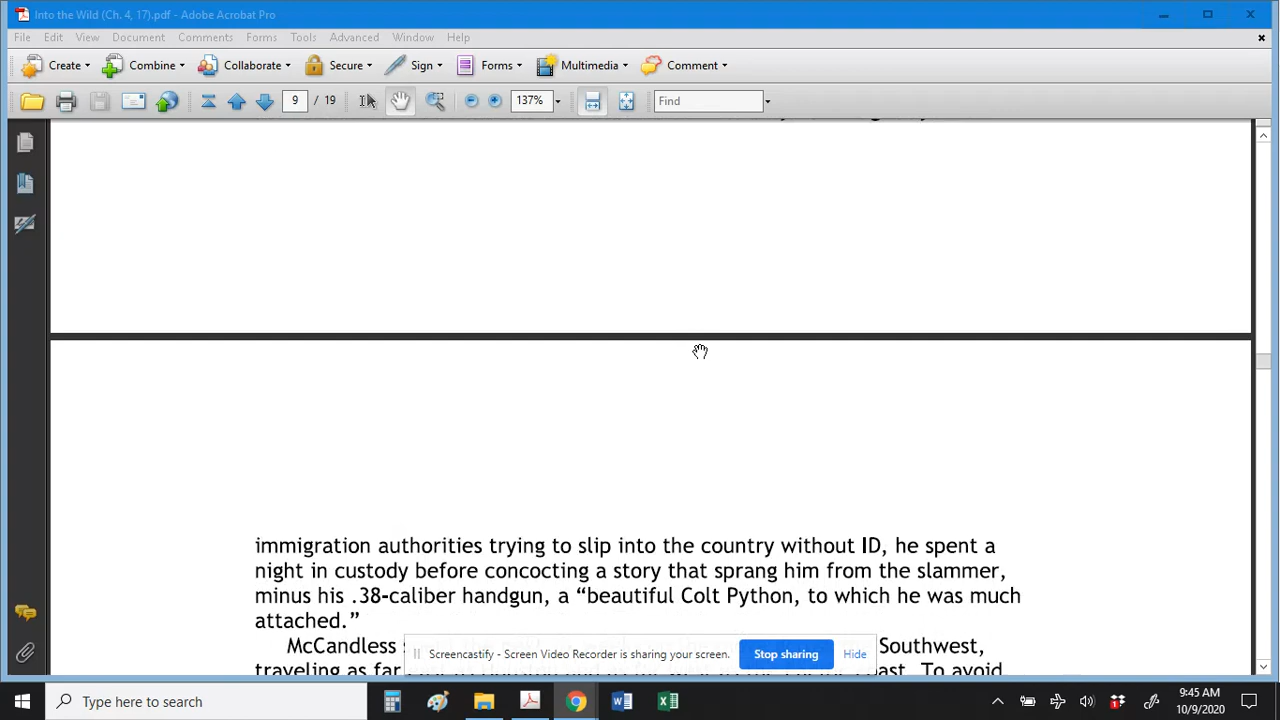 Into the Wild (Ch. 4, 17).pdf - Adobe Acrobat Pro
File Edit View Document Comments Forms Tools Advanced Window Help
Create Combine Collaborate Secure Sign Forms Multimedia Comment
9 / 19 137% Find
immigration authorities trying to slip into the country without ID, he spent a
night in custody before concocting a story that sprang him from the slammer,
minus his .38-caliber handgun, a “beautiful Colt Python, to which he was much
attached.”
McCandless Southwest,
traveling as far To avoid
Screencastify - Screen Video Recorder is sharing your screen. Stop sharing Hide
Type here to search
9:45 AM
10/9/2020